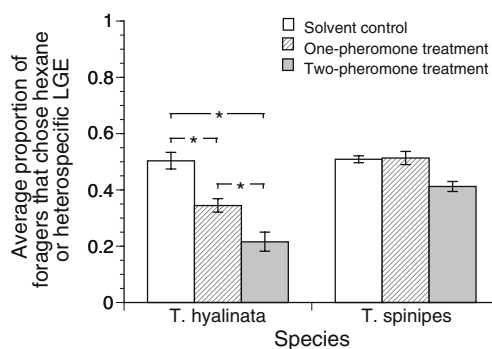 Solvent control
One-pheromone treatment
Two-pheromone treatment
Average proportion of
foragers that chose hexane
or heterospecific LGE
1
0.8
0.6
0.4
0.2
0
*
*
*
T. hyalinata
T. spinipes
Species